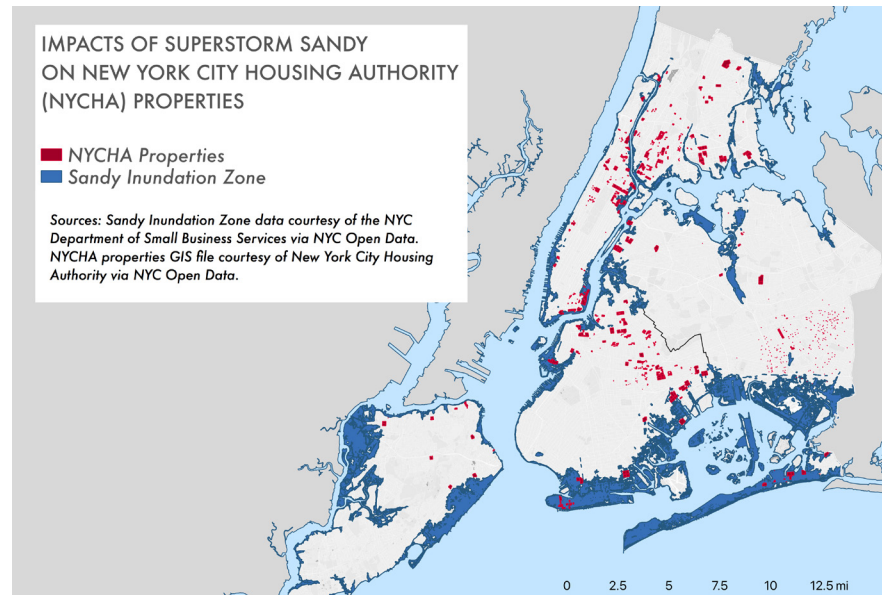 IMPACTS OF SUPERSTORM SANDY
ON NEW YORK CITY HOUSING AUTHORITY
(NYCHA) PROPERTIES
NYCHA Properties
Sandy Inundation Zone
Sources: Sandy Inundation Zone data courtesy of the NYC
Department of Small Business Services via NYC Open Data.
NYCHA properties GIS file courtesy of New York City Housing
Authority via NYC Open Data.
0 2.5 5 7.5 10 12.5 mi